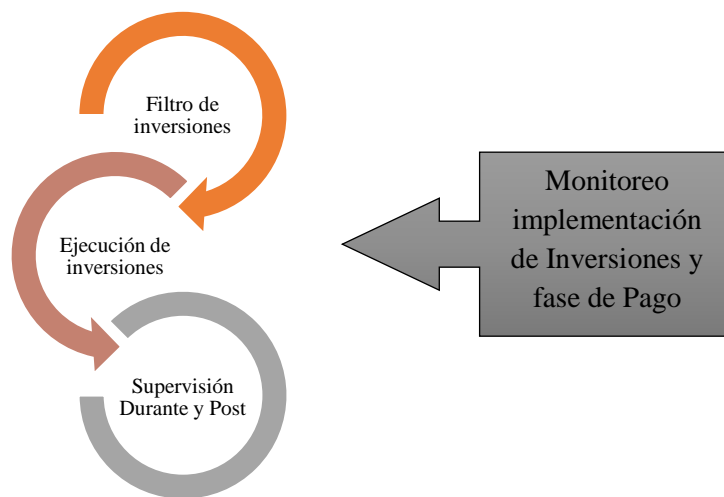 Filtro de
inversiones
Ejecución de
inversiones
Supervisión
Durante y Post
Monitoreo
implementación
de Inversiones y
fase de Pago